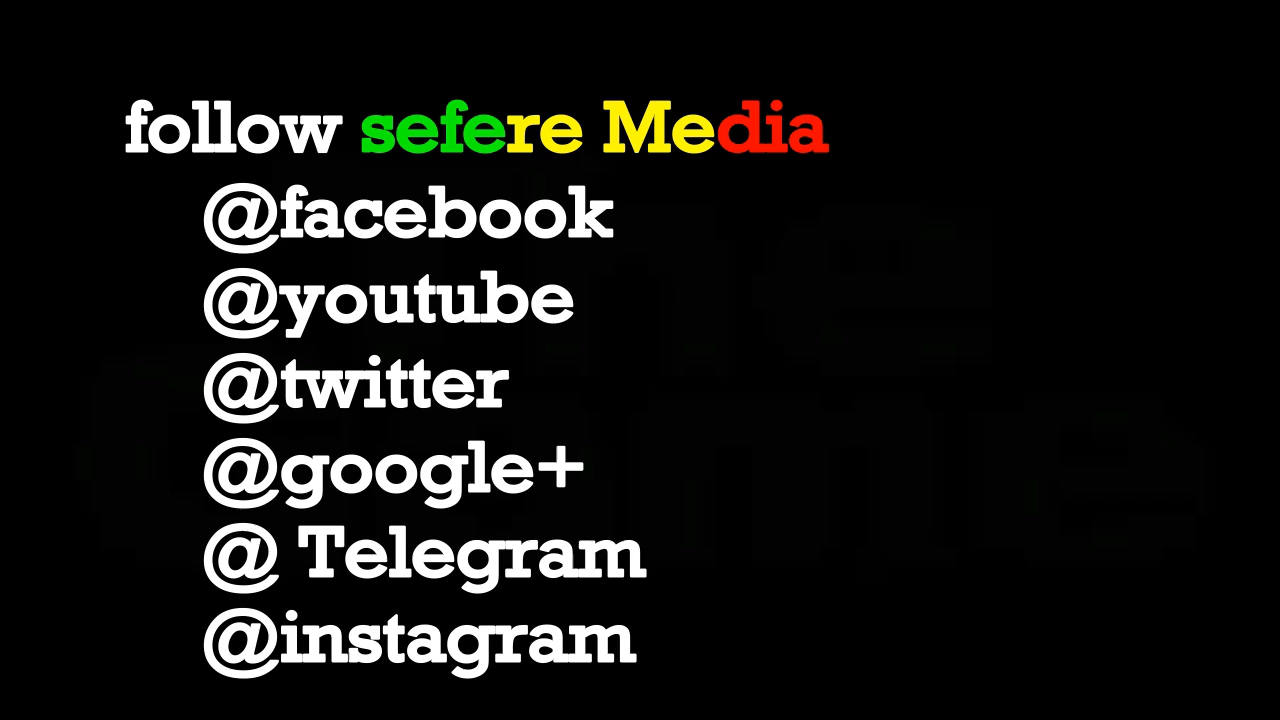 follow sefere Media
@facebook
@youtube
@twitter
@google+
@ Telegram
@instagram